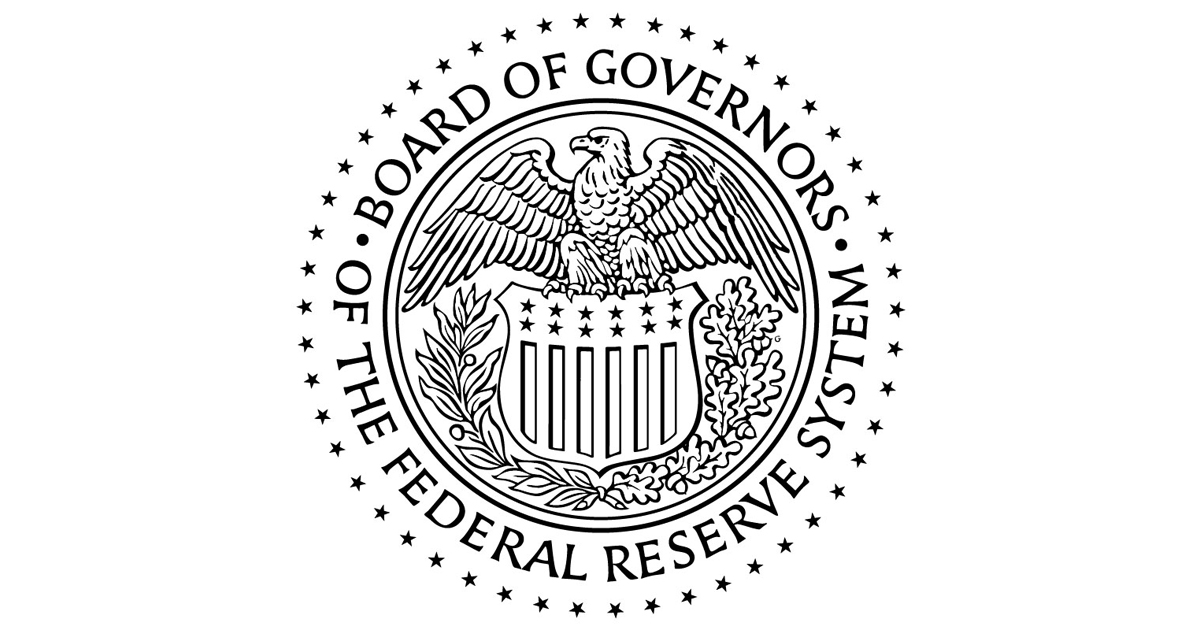 BOARD OF GOVERNORS
OF THE FEDERAL RESERVE SYSTEM
G